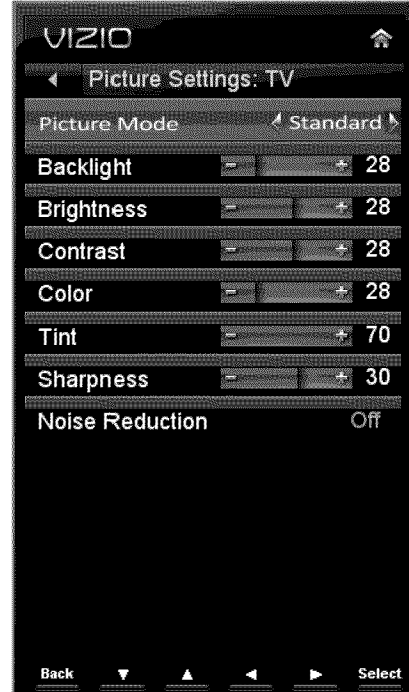 VIZIO
Picture Settings: TV
Picture Mode Standard
Backlight - + 28
Brightness - + 28
Contrast - + 28
Color - + 28
Tint - + 70
Sharpness - + 30
Noise Reduction Off
Back Select